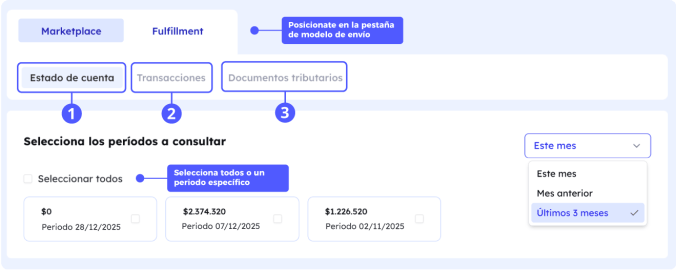 Marketplace
Fulfillment
Posicionate en la pestaña
de modelo de envío
Estado de cuenta
Transacciones
Documentos tributarios
1
2
3
Selecciona los períodos a consultar
Este mes
Seleccionar todos
Selecciona todos o un
período específico
Este mes
Mes anterior
Últimos 3 meses
$0
Periodo 28/12/2025
$2.374.320
Periodo 07/12/2025
$1.226.520
Periodo 02/11/2025